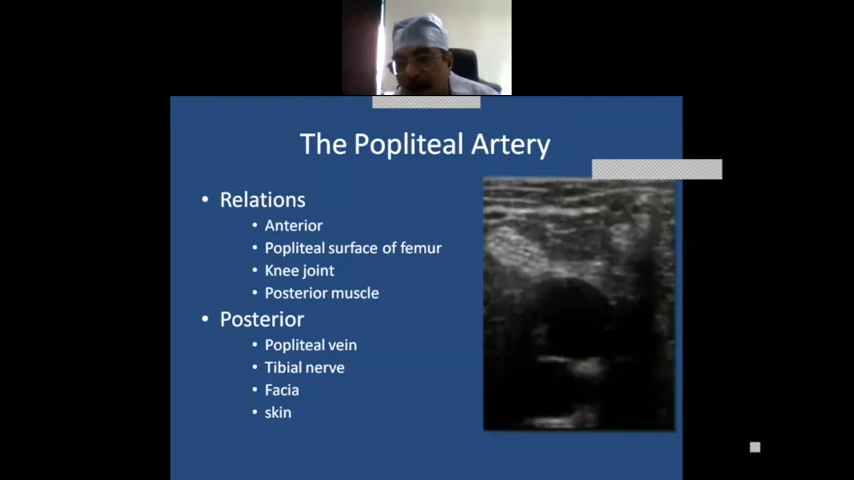 The Popliteal Artery
• Relations
• Anterior
• Popliteal surface of femur
• Knee joint
• Posterior muscle
• Posterior
• Popliteal vein
• Tibial nerve
• Facia
• skin